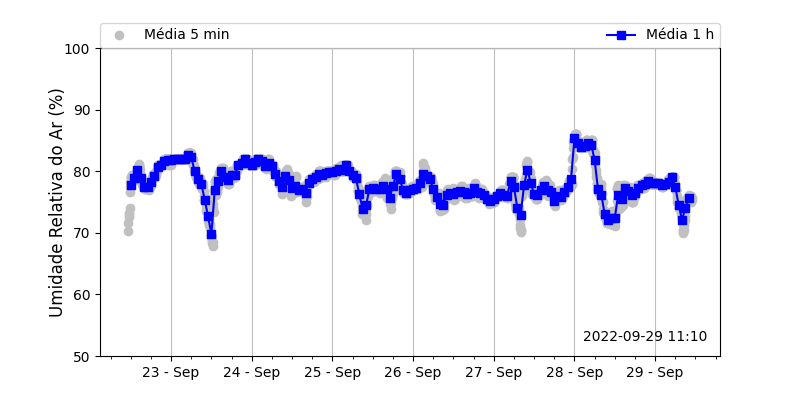 Média 5 min Média 1 h
100
90
80
70
60
50
Umidade Relativa do Ar (%)
2022-09-29 11:10
23 - Sep 24 - Sep 25 - Sep 26 - Sep 27 - Sep 28 - Sep 29 - Sep